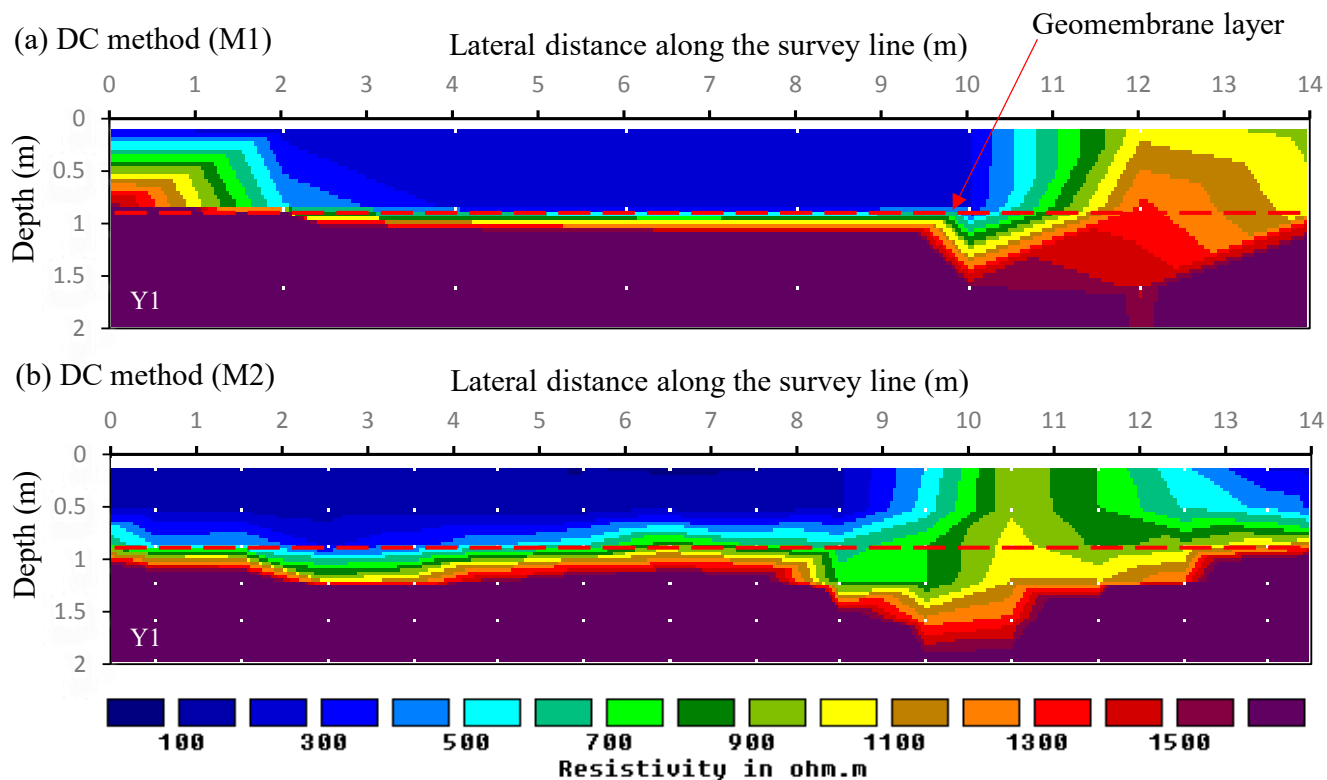 Geomembrane layer
(a) DC method (M1)
Lateral distance along the survey line (m)
0 1 2 3 4 5 6 7 8 9 10 11 12 13 14
Depth (m)
0
0.5
1
1.5
2
Y1
(b) DC method (M2)
Lateral distance along the survey line (m)
0 1 2 3 4 5 6 7 8 9 10 11 12 13 14
Depth (m)
0
0.5
1
1.5
2
Y1
100 300 500 700 900 1100 1300 1500
Resistivity in ohm.m